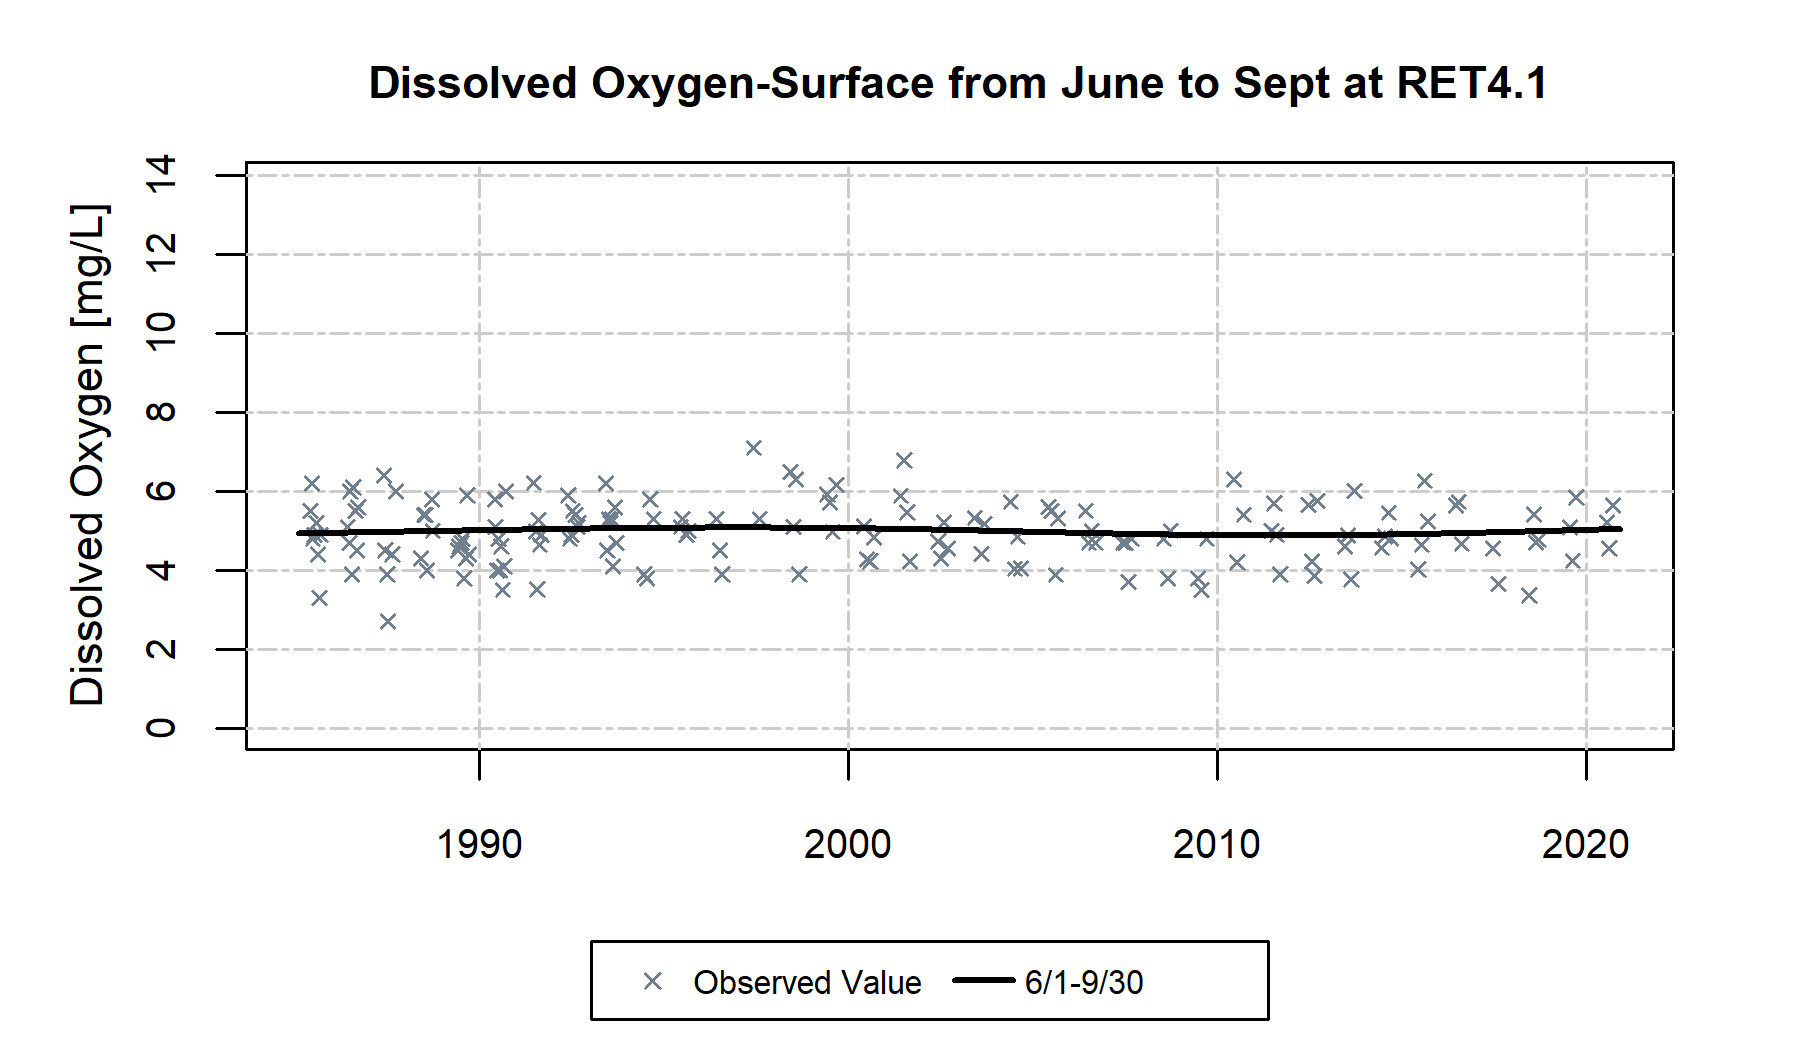 Dissolved Oxygen-Surface from June to Sept at RET4.1
Dissolved Oxygen [mg/L]
14
12
10
8
6
4
2
0
1990 2000 2010 2020
Observed Value 6/1-9/30